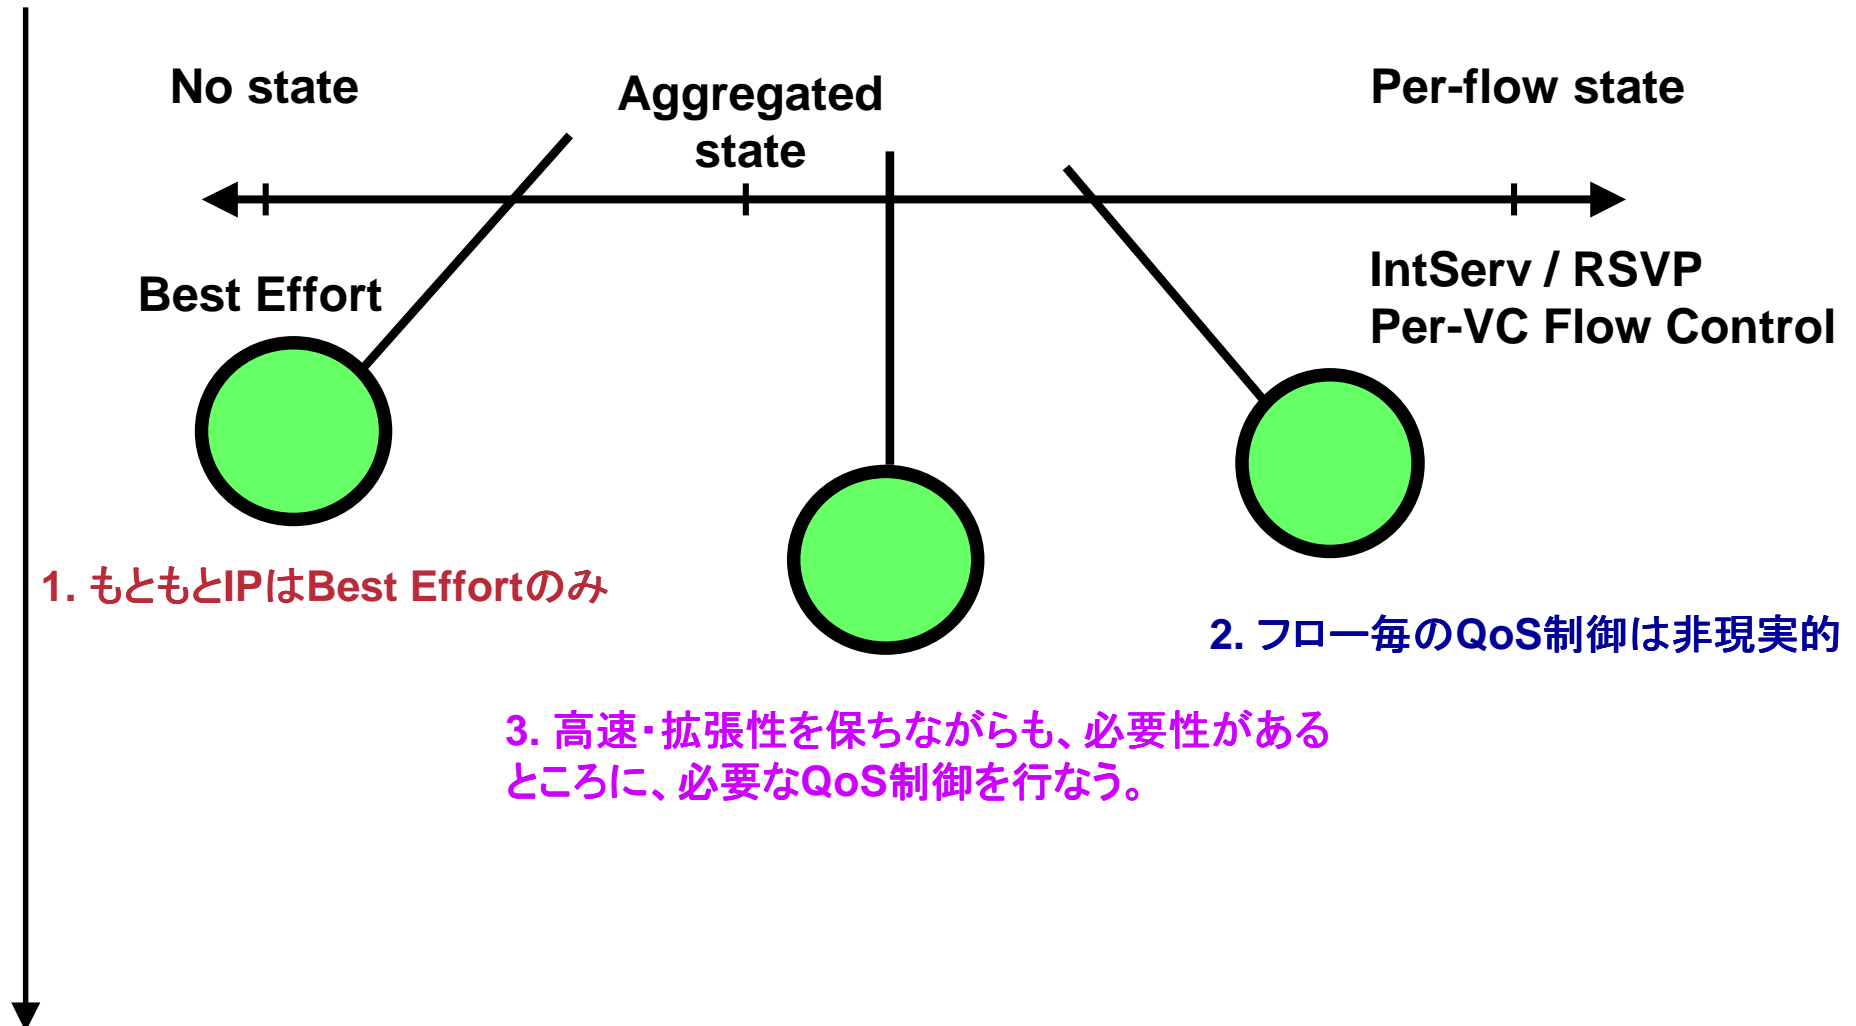 No state
Aggregated
state
Per-flow state
Best Effort
IntServ / RSVP
Per-VC Flow Control
1. もともとIPはBest Effortのみ
2. フロー毎のQoS制御は非現実的
3. 高速・拡張性を保ちながらも、必要性がある
ところに、必要なQoS制御を行なう。